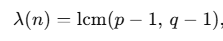 λ(n) = lcm(p − 1, q − 1),